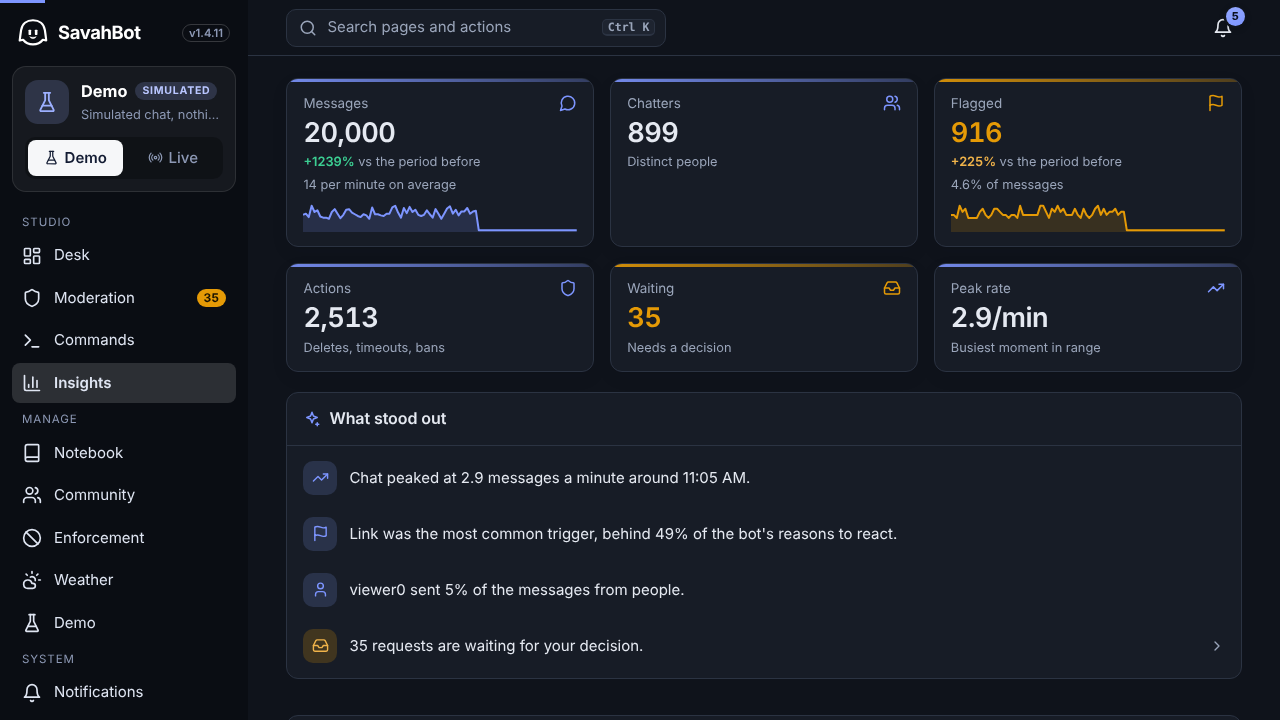 SavahBot
v1.4.11
Demo SIMULATED
Simulated chat, nothi...
Demo
Live
STUDIO
Desk
Moderation 35
Commands
Insights
MANAGE
Notebook
Community
Enforcement
Weather
Demo
SYSTEM
Notifications
Search pages and actions Ctrl K
5
Messages
20,000
+1239% vs the period before
14 per minute on average
Chatters
899
Distinct people
Flagged
916
+225% vs the period before
4.6% of messages
Actions
2,513
Deletes, timeouts, bans
Waiting
35
Needs a decision
Peak rate
2.9/min
Busiest moment in range
What stood out
Chat peaked at 2.9 messages a minute around 11:05 AM.
Link was the most common trigger, behind 49% of the bot's reasons to react.
viewer0 sent 5% of the messages from people.
35 requests are waiting for your decision.